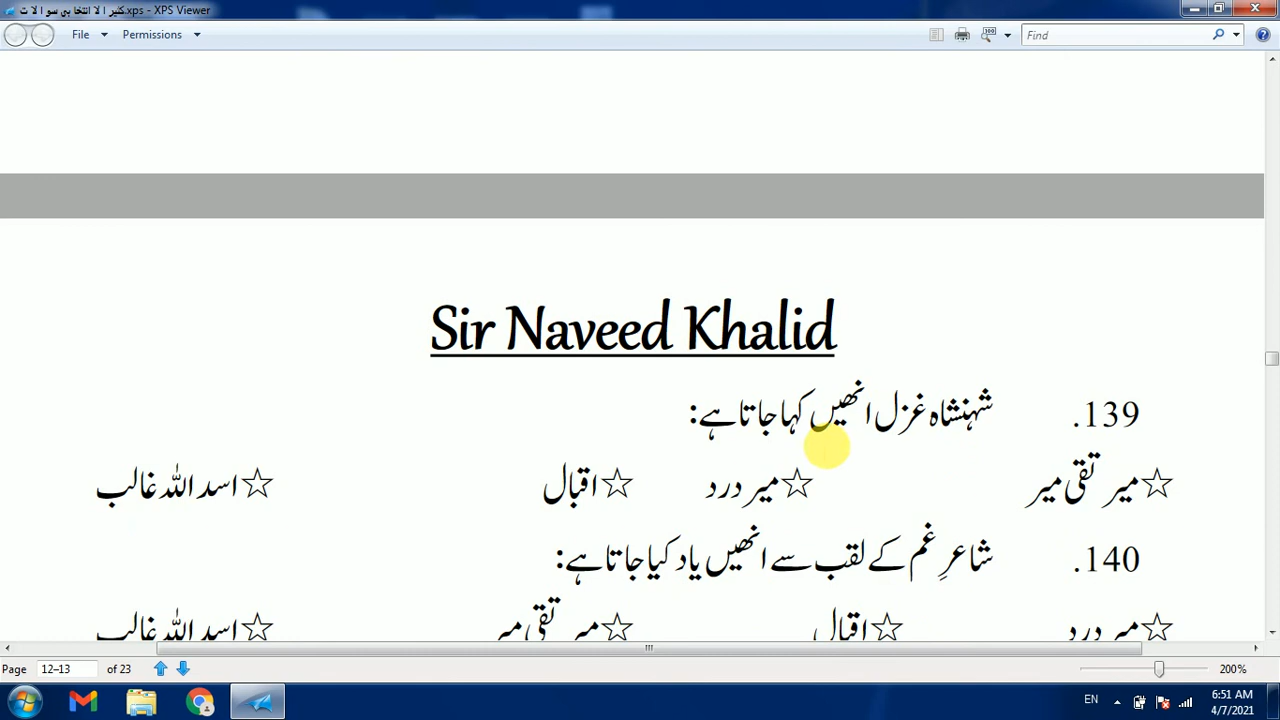 کثیر الا انتخابی سوالات.xps - XPS Viewer
File Permissions Find
Sir Naveed Khalid
139. شہنشاہ غزل انھیں کہا جاتا ہے:
☆میر تقی میر ☆میر درد ☆اقبال ☆اسد اللہ غالب
140. شاعرِ غم کے لقب سے انھیں یاد کیا جاتا ہے:
☆میر درد ☆اقبال ☆میر تقی میر ☆اسد اللہ غالب
Page 12–13 of 23 200%
EN 6:51 AM
4/7/2021